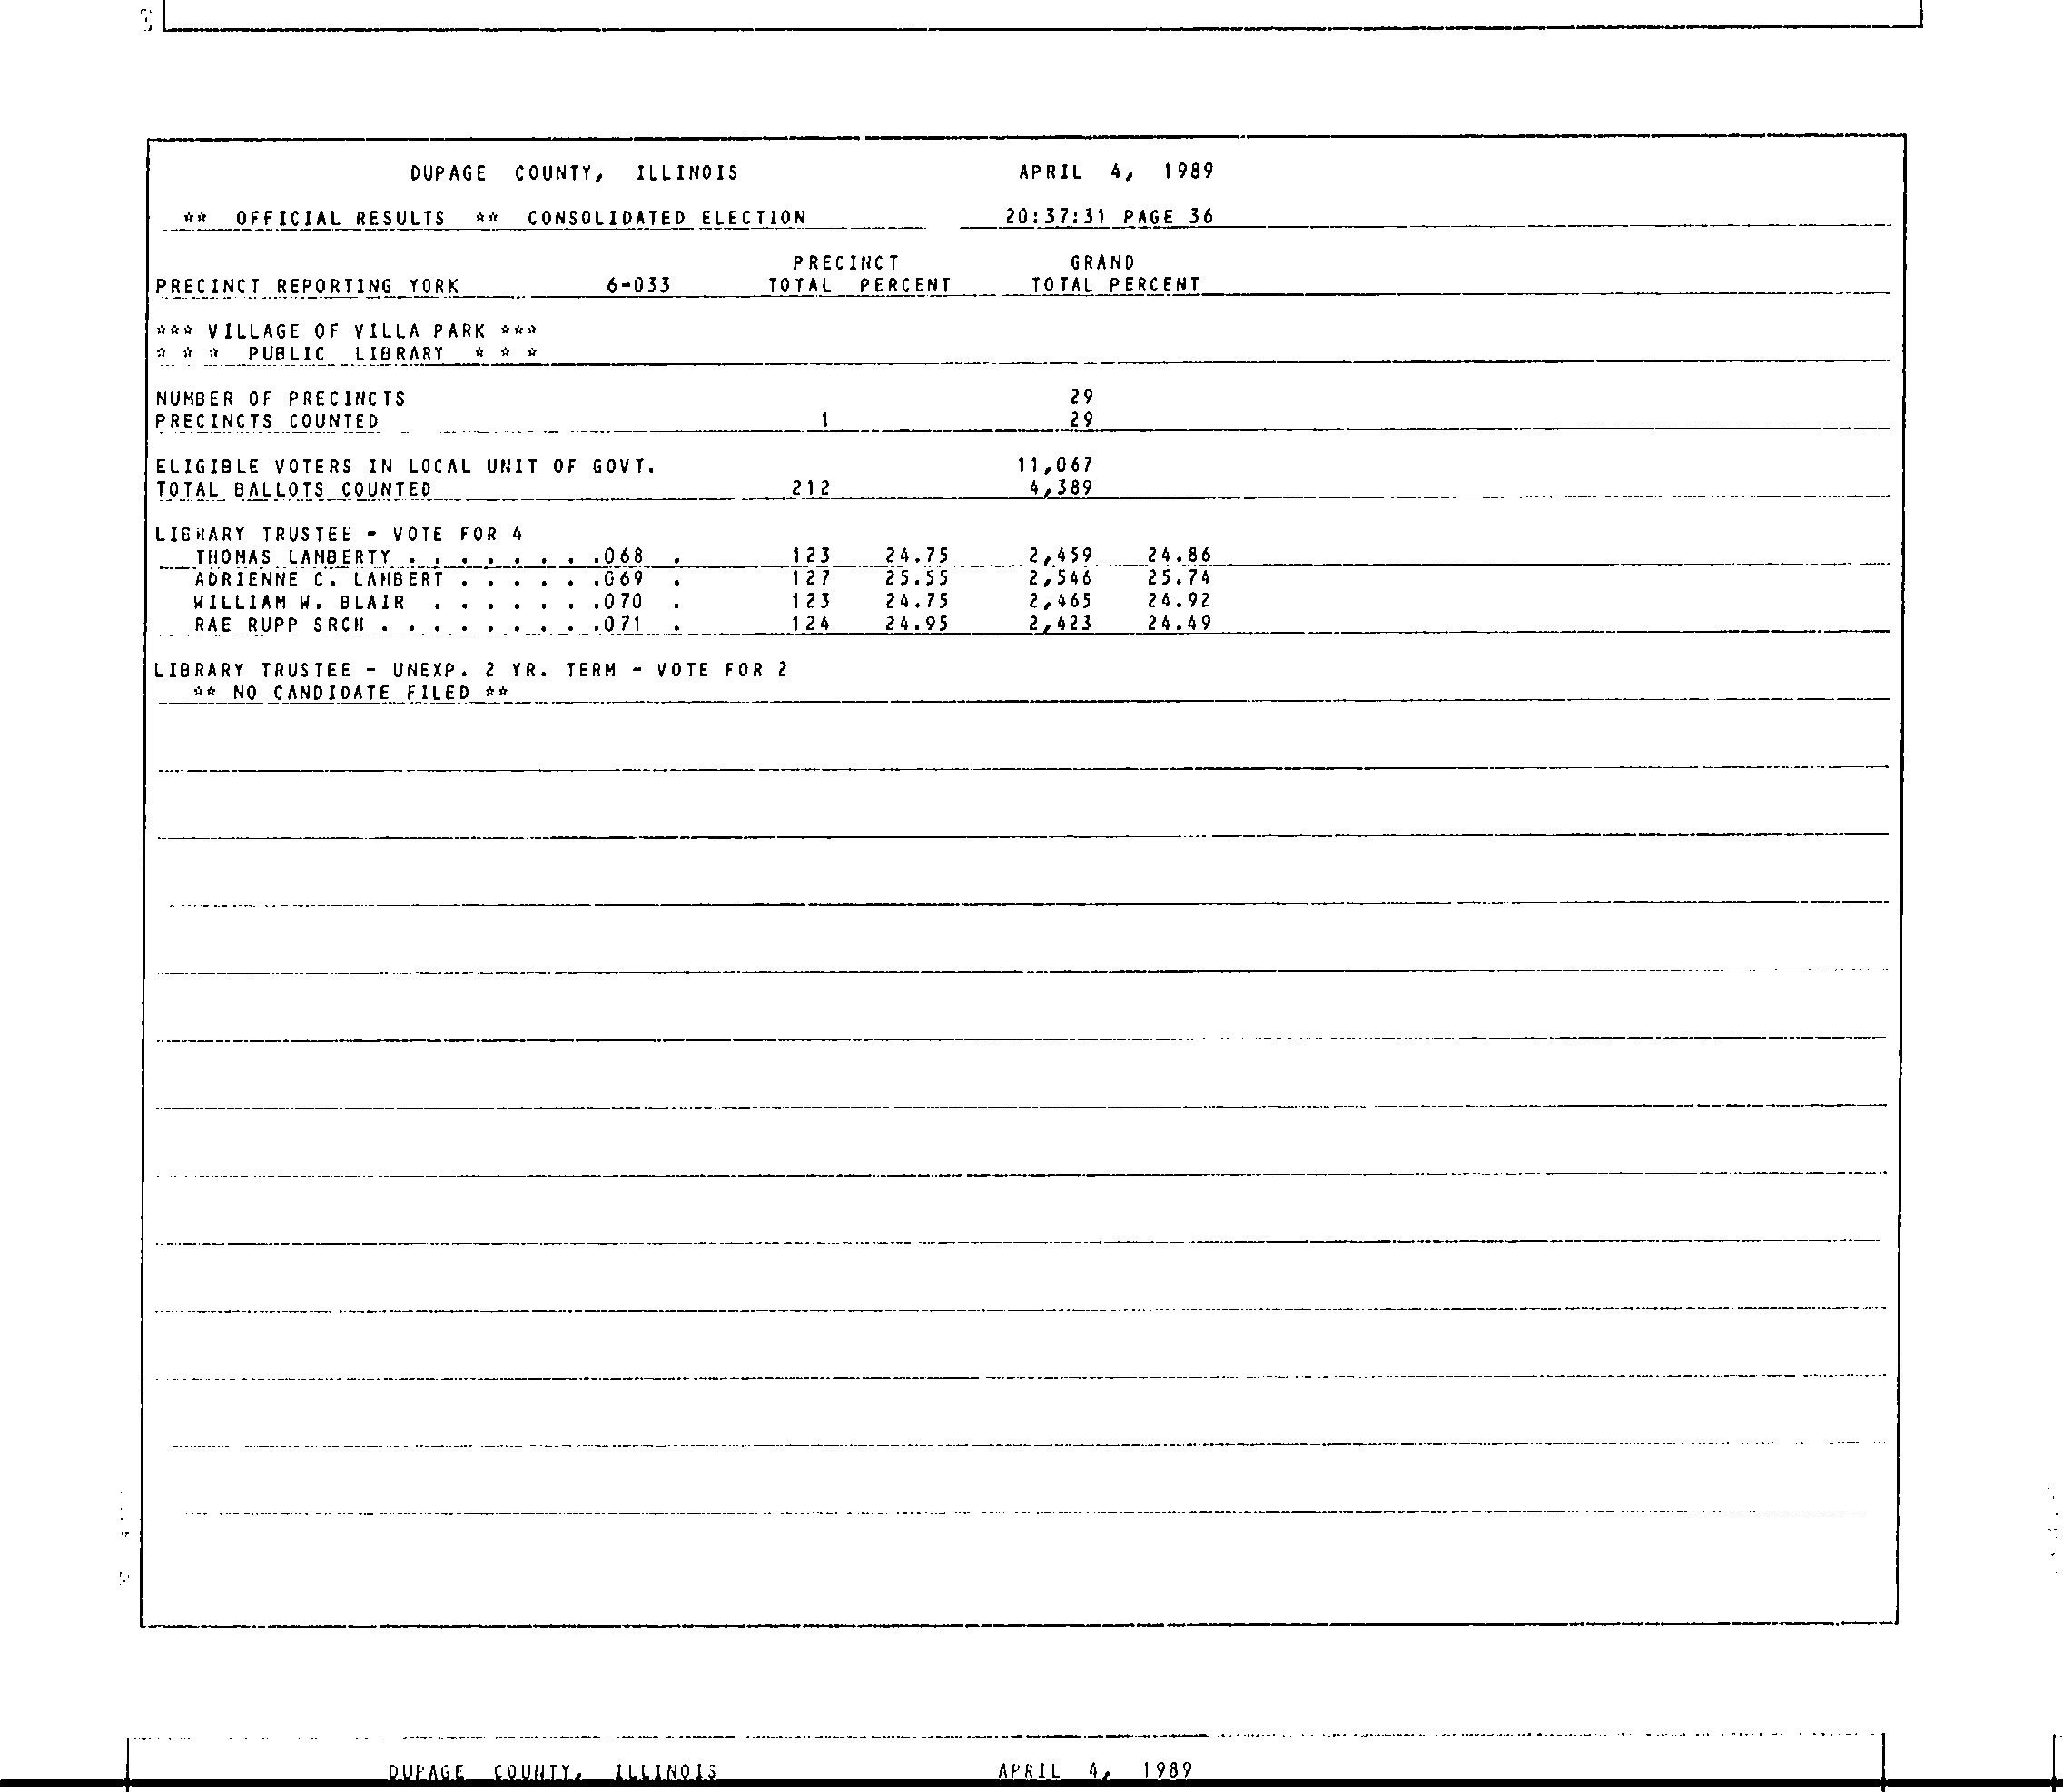 DUPAGE COUNTY, ILLINOIS APRIL 4, 1989
** OFFICIAL RESULTS ** CONSOLIDATED ELECTION 20:37:31 PAGE 36
PRECINCT GRAND
PRECINCT REPORTING YORK 6-033 TOTAL PERCENT TOTAL PERCENT
*** VILLAGE OF VILLA PARK ***
* * * PUBLIC LIBRARY * * *
NUMBER OF PRECINCTS 29
PRECINCTS COUNTED 1 29
ELIGIBLE VOTERS IN LOCAL UNIT OF GOVT. 11,067
TOTAL BALLOTS COUNTED 212 4,389
LIBRARY TRUSTEE - VOTE FOR 4
THOMAS LAMBERTY . . . . . . . .068 . 123 24.75 2,459 24.86
ADRIENNE C. LAMBERT . . . . . .069 . 127 25.55 2,546 25.74
WILLIAM W. BLAIR . . . . . . .070 . 123 24.75 2,465 24.92
RAE RUPP SRCH . . . . . . . . .071 . 124 24.95 2,423 24.49
LIBRARY TRUSTEE - UNEXP. 2 YR. TERM - VOTE FOR 2
** NO CANDIDATE FILED **
DUPAGE COUNTY, ILLINOIS APRIL 4, 1989